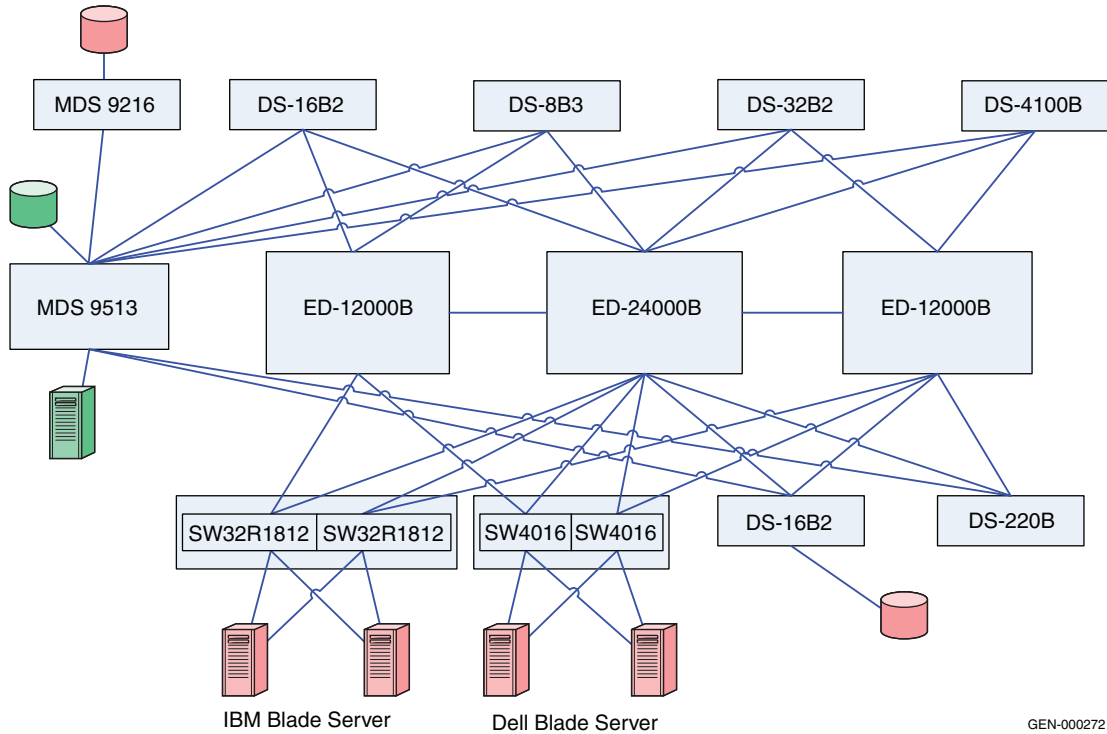 MDS 9216
DS-16B2
DS-8B3
DS-32B2
DS-4100B
MDS 9513
ED-12000B
ED-24000B
ED-12000B
SW32R1812
SW32R1812
SW4016
SW4016
DS-16B2
DS-220B
IBM Blade Server
Dell Blade Server
GEN-000272